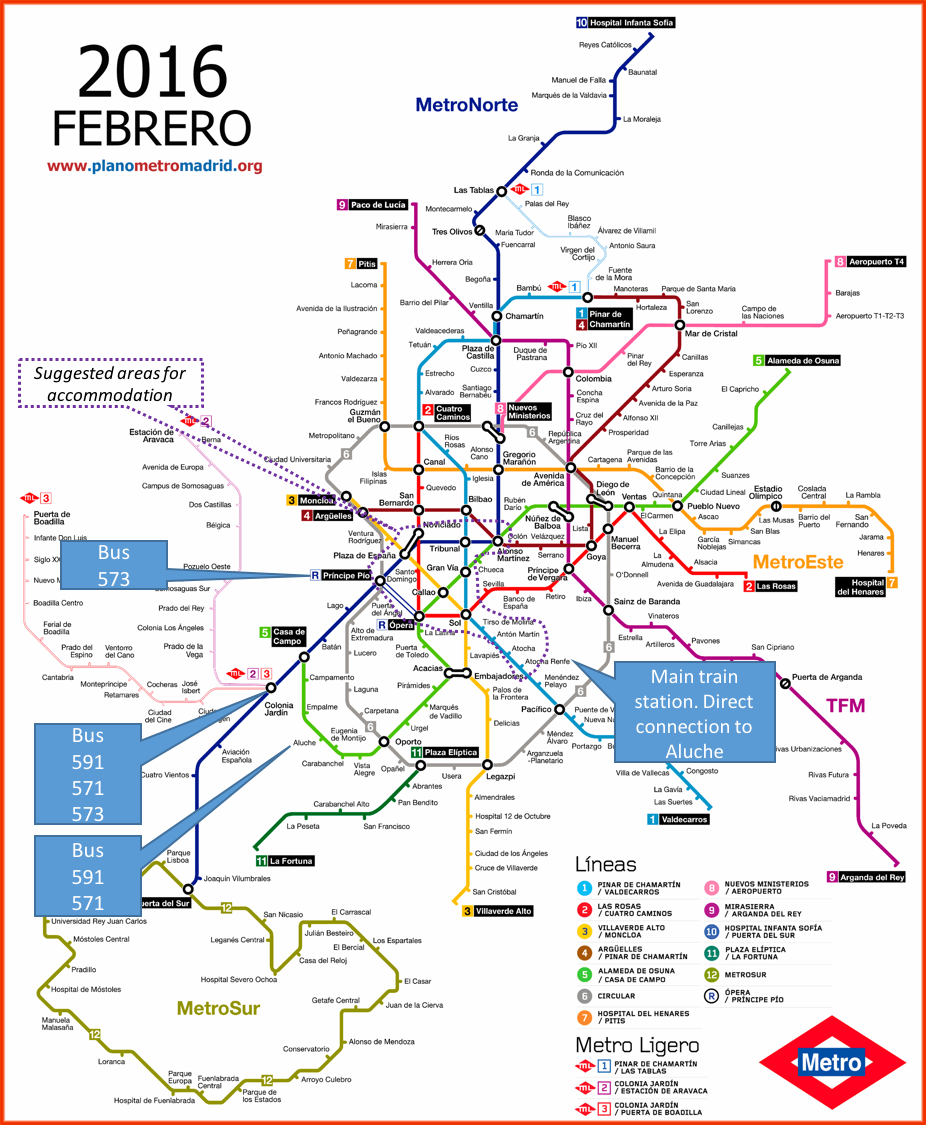 2016
FEBRERO
www.planometromadrid.org
MetroNorte
10 Hospital Infanta Sofía
Reyes Católicos
Baunatal
Manuel de Falla
Marqués de la Valdavia
La Moraleja
La Granja
Ronda de la Comunicación
Las Tablas
mL 1
Palas del Rey
Montecarmelo
Tres Olivos
María Tudor
Blasco
Ibáñez
Álvarez de Villamil
Antonio Saura
Virgen del
Cortijo
Fuente
de la Mora
Fuencarral
Begoña
9 Paco de Lucía
Mirasierra
Herrera Oria
Barrio del Pilar
Ventilla
Chamartín
Bambú
mL 1
1 Pinar de
4 Chamartín
Manoteras
Hortaleza
Parque de Santa María
San
Lorenzo
Mar de Cristal
Campo de
las Naciones
8 Aeropuerto T4
Barajas
Aeropuerto T1-T2-T3
7 Pitis
Lacoma
Avenida de la Ilustración
Peñagrande
Antonio Machado
Valdezarza
Francos Rodríguez
Guzmán
el Bueno
Valdeacederas
Tetuán
Estrecho
Alvarado
Plaza de
Castilla
Cuzco
Santiago
Bernabeu
Duque de
Pastrana
Pío XII
Colombia
Pinar
del Rey
Concha
Espina
Cruz del
Rayo
Canillas
Esperanza
Arturo Soria
Avenida de la Paz
Alfonso XII
Prosperidad
5 Alameda de Osuna
El Capricho
Canillejas
Torre Arias
Suanzes
Ciudad Lineal
Suggested areas for
accommodation
mL 2
Estación de
Aravaca
Berna
Avenida de Europa
Campus de Somosaguas
Dos Castillas
Bélgica
Pozuelo Oeste
Somosaguas Sur
Prado del Rey
Colonia Los Ángeles
Prado de la
Vega
mL 2 3
mL 3
Puerta de
Boadilla
Infante Don Luis
Siglo XX
Nuevo M
Boadilla Centro
Ferial de
Boadilla
Prado del
Espino
Ventorro
del Cano
Cantabria
Montepríncipe
Retamares
Cocheras
José
Isbert
Ciudad
del Cine
Ciud
Colonia
Jardín
Metropolitano
Ciudad Universitaria
6
3 Moncloa
4 Argüelles
Islas
Filipinas
2 Cuatro
Caminos
Ríos
Rosas
8 Nuevos
Ministerios
6
República
Argentina
Alonso
Cano
Gregorio
Marañón
Canal
Quevedo
Iglesia
San
Bernardo
Bilbao
Rubén
Darío
Avenida
de América
Cartagena
Parque de las
Avenidas
Barrio de la
Concepción
Diego de
León
Ventas
Quintana
Pueblo Nuevo
El Carmen
Ascao
García
Noblejas
Simancas
San Blas
Estadio
Olímpico
Las Musas
Coslada
Central
Barrio del
Puerto
La Rambla
San
Fernando
Jarama
Henares
Hospital
del Henares
7
MetroEste
La Elipa
La
Almudena
Alsacia
Avenida de Guadalajara
2 Las Rosas
Núñez de
Balboa
Lista
Manuel
Becerra
Goya
Ventura
Rodríguez
Noviciado
Plaza de España
Tribunal
Alonso
Martínez
Colón
Velázquez
Serrano
Príncipe
de Vergara
O'Donnell
Bus
573
R Príncipe Pío
Santo
Domingo
Gran Vía
Chueca
Callao
Sevilla
Banco de
España
Retiro
Ibiza
Sainz de Baranda
Lago
Puerta
del Ángel
R Ópera
Sol
5 Casa de
Campo
Batán
Alto de
Extremadura
Lucero
La Latina
Puerta
de Toledo
Tirso de Molina
Antón Martín
Lavapiés
Atocha
Atocha Renfe
Acacias
Embajadores
Menéndez
Pelayo
6
Vinateros
Estrella
Artilleros
Pavones
San Cipriano
Puerta de Arganda
TFM
Main train
station. Direct
connection to
Aluche
Campamento
Empalme
Aluche
Eugenia
de Montijo
Carabanchel
Vista
Alegre
Laguna
Carpetana
6
Oporto
Opañel
Pirámides
Marqués
de Vadillo
Urgel
11 Plaza Elíptica
Usera
Legazpi
Palos de
la Frontera
Delicias
Pacífico
Puente de V
Nueva Nu
Portazgo
Méndez
Álvaro
Arganzuela
-Planetario
Villa de Vallecas
Congosto
La Gavia
Las Suertes
1 Valdecarros
ivas Urbanizaciones
Rivas Futura
Rivas Vaciamadrid
La Poveda
9 Arganda del Rey
Bus
591
571
573
Aviación
Española
Cuatro Vientos
Abrantes
Pan Bendito
Carabanchel Alto
La Peseta
San Francisco
11 La Fortuna
Almendrales
Hospital 12 de Octubre
San Fermín
Ciudad de los Ángeles
Cruce de Villaverde
San Cristóbal
3 Villaverde Alto
Bus
591
571
Parque
Lisboa
Joaquín Vilumbrales
uerta del Sur
12
Universidad Rey Juan Carlos
Móstoles Central
Pradillo
Hospital de Móstoles
Manuela
Malasaña
12
Loranca
Hospital de Fuenlabrada
Parque
Europa
Fuenlabrada
Central
Parque de
los Estados
12
Arroyo Culebro
Conservatorio
Alonso de Mendoza
Getafe Central
Juan de la Cierva
El Casar
Los Espartales
El Bercial
El Carrascal
Julián Besteiro
Casa del Reloj
Hospital Severo Ochoa
Leganés Central
San Nicasio
MetroSur
Líneas
1 PINAR DE CHAMARTÍN
/ VALDECARROS
2 LAS ROSAS
/ CUATRO CAMINOS
3 VILLAVERDE ALTO
/ MONCLOA
4 ARGÜELLES
/ PINAR DE CHAMARTÍN
5 ALAMEDA DE OSUNA
/ CASA DE CAMPO
6 CIRCULAR
7 HOSPITAL DEL HENARES
/ PITIS
8 NUEVOS MINISTERIOS
/ AEROPUERTO
9 MIRASIERRA
/ ARGANDA DEL REY
10 HOSPITAL INFANTA SOFÍA
/ PUERTA DEL SUR
11 PLAZA ELÍPTICA
/ LA FORTUNA
12 METROSUR
R ÓPERA
/ PRÍNCIPE PÍO
Metro Ligero
mL 1 PINAR DE CHAMARTÍN
/ LAS TABLAS
mL 2 COLONIA JARDÍN
/ ESTACIÓN DE ARAVACA
mL 3 COLONIA JARDÍN
/ PUERTA DE BOADILLA
Metro